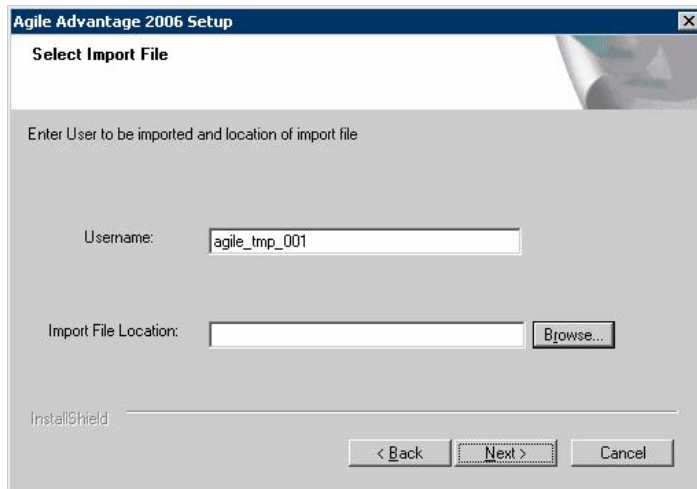 Agile Advantage 2006 Setup
Select Import File
Enter User to be imported and location of import file
Username:
agile_tmp_001
Import File Location:
Browse...
InstallShield
< Back
Next >
Cancel